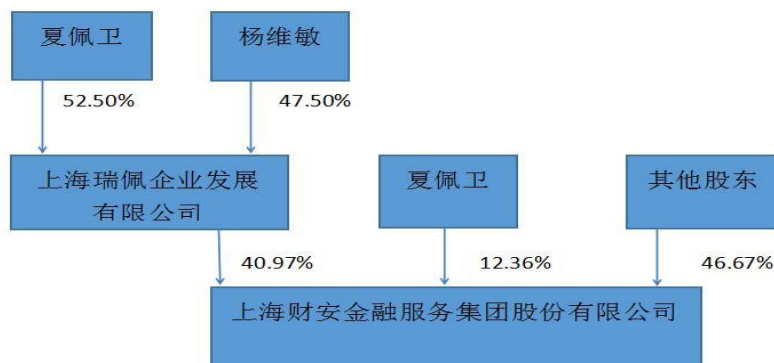 夏佩卫
杨维敏
52.50%
47.50%
上海瑞佩企业发展
有限公司
夏佩卫
其他股东
40.97%
12.36%
46.67%
上海财安金融服务集团股份有限公司